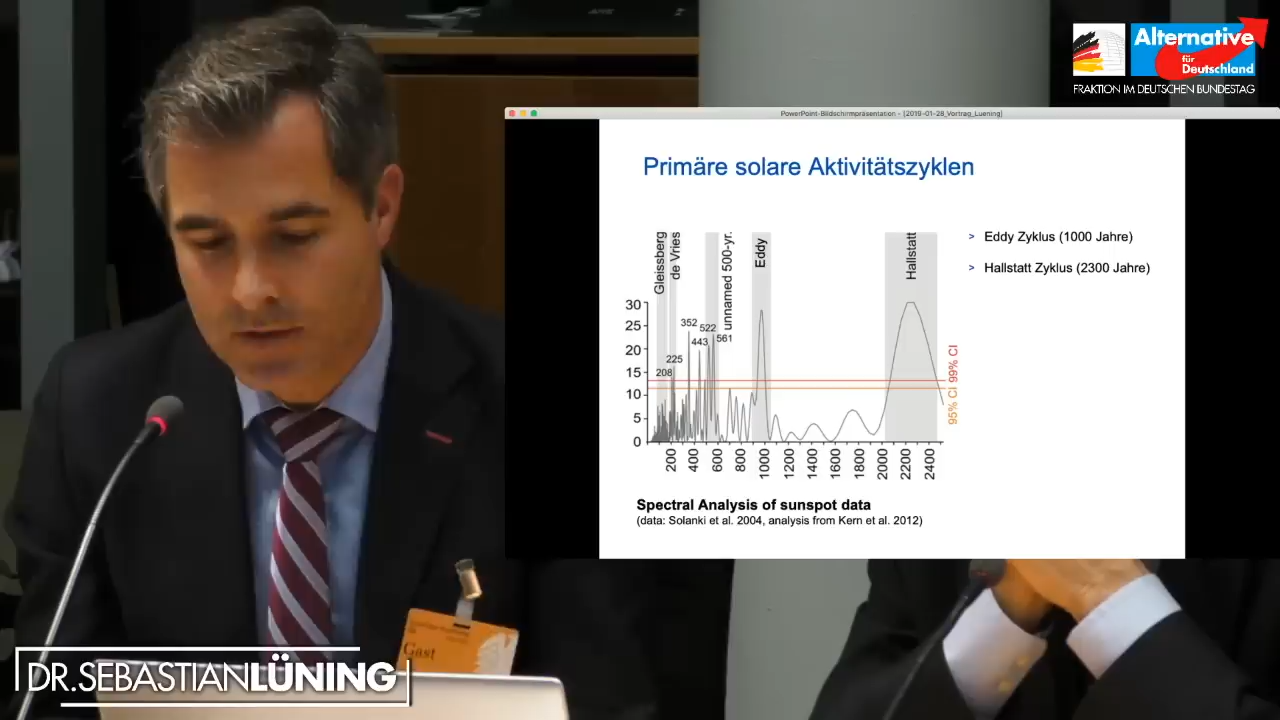 Alternative
für
Deutschland
FRAKTION IM DEUTSCHEN BUNDESTAG
PowerPoint-Bildschirmpräsentation - [2019-01-28_Vortrag_Luening]
Primäre solare Aktivitätszyklen
Gleissberg
de Vries
unnamed 500-yr.
Eddy
Hallstatt
> Eddy Zyklus (1000 Jahre)
> Hallstatt Zyklus (2300 Jahre)
30
25
20
15
10
5
0
208
225
352
443
522
561
95% CI 99% CI
200 400 600 800 1000 1200 1400 1600 1800 2000 2200 2400
Spectral Analysis of sunspot data
(data: Solanki et al. 2004, analysis from Kern et al. 2012)
Gast
DR.SEBASTIANLÜNING